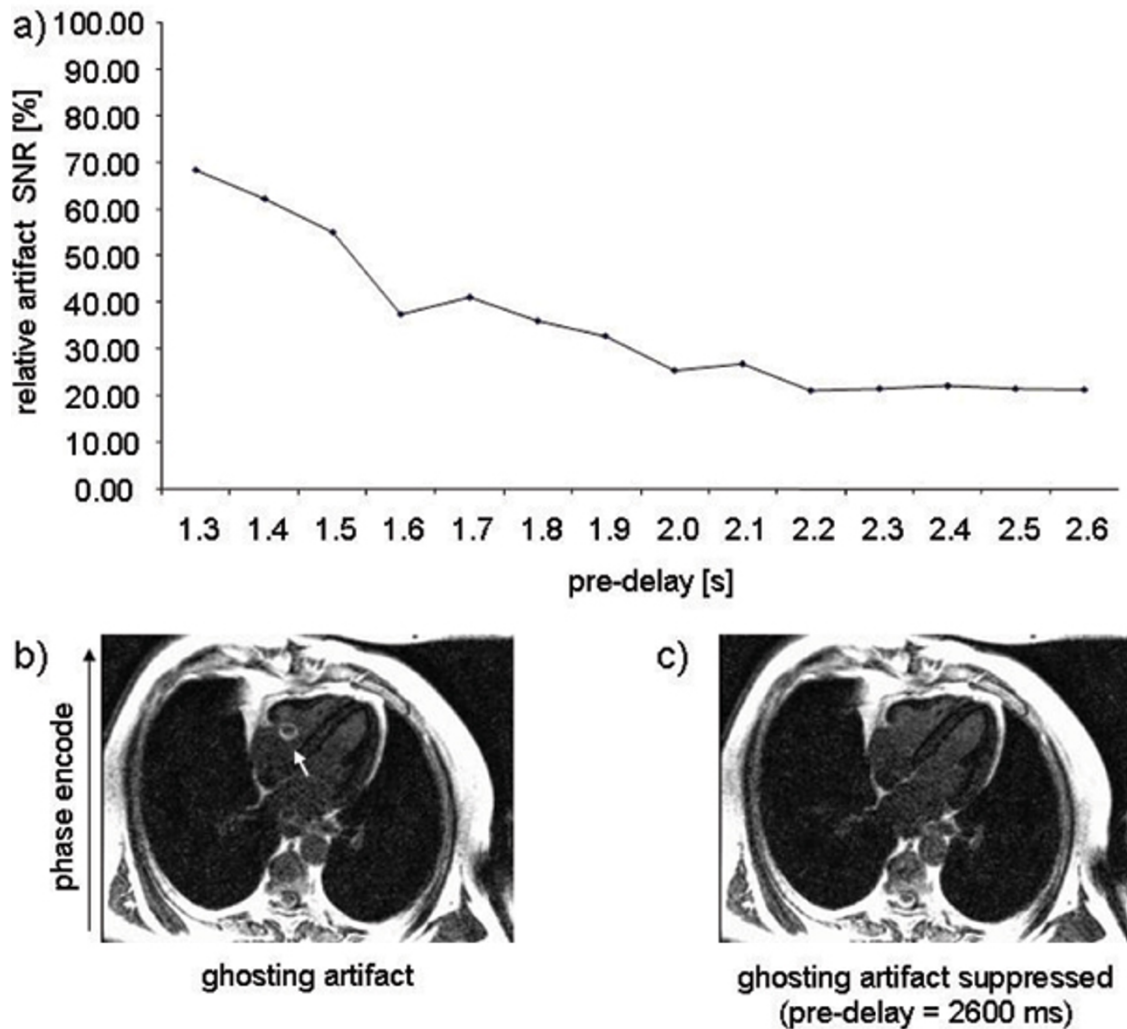 a)
relative artifact SNR [%]
100.00
90.00
80.00
70.00
60.00
50.00
40.00
30.00
20.00
10.00
0.00
1.3 1.4 1.5 1.6 1.7 1.8 1.9 2.0 2.1 2.2 2.3 2.4 2.5 2.6
pre-delay [s]
b)
phase encode
ghosting artifact
c)
ghosting artifact suppressed
(pre-delay = 2600 ms)